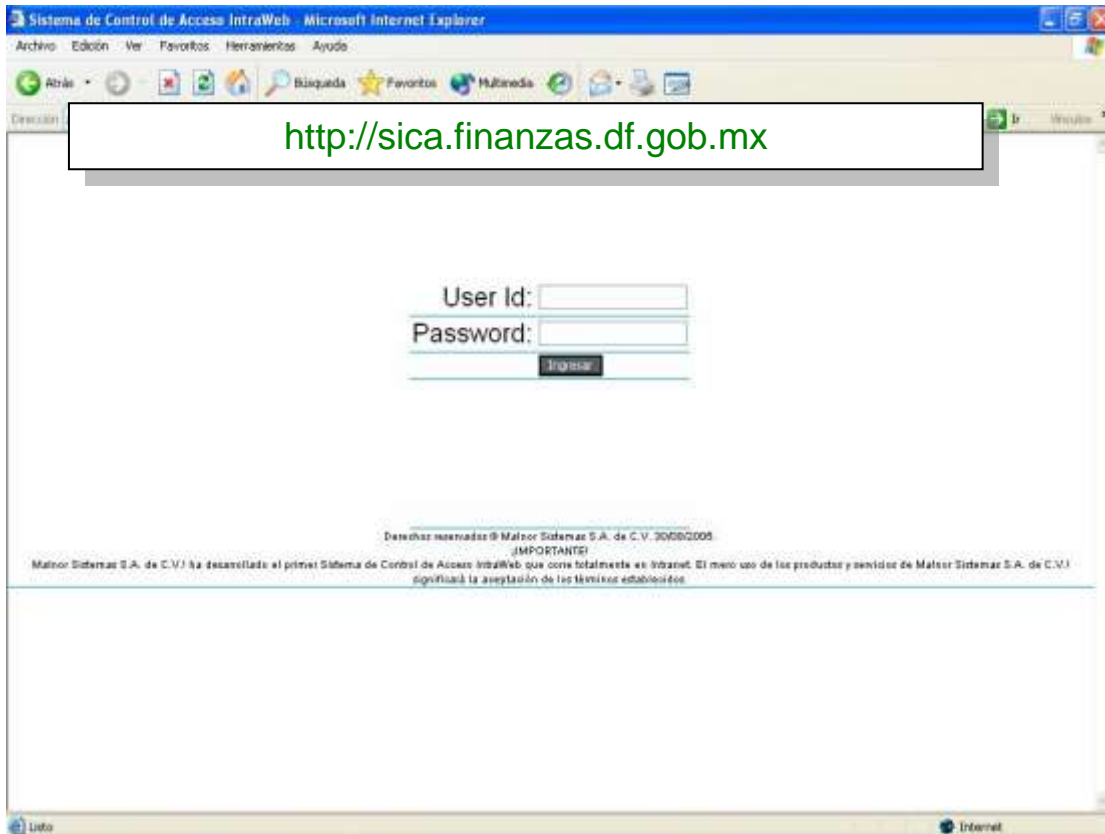 Sistema de Control de Acceso IntraWeb - Microsoft Internet Explorer
Archivo Edición Ver Favoritos Herramientas Ayuda
Atrás Búsqueda Favoritos Multimedia
Dirección Ir Vínculos
http://sica.finanzas.df.gob.mx
User Id:
Password:
Ingresar
Derechos reservados ® Malnor Sistemas S.A. de C.V.
¡IMPORTANTE!
Malnor Sistemas S.A. de C.V.! ha desarrollado el primer Sistema de Control de Acceso IntraWeb que corre totalmente en Intranet. El mero uso de los productos y servicios de Malnor Sistemas S.A. de C.V.!
significará la aceptación de los términos establecidos.
Listo Internet